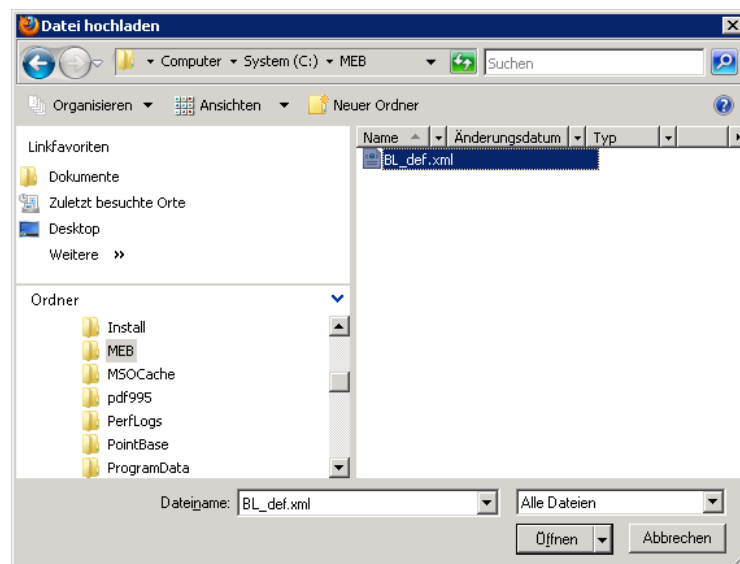 Datei hochladen
Computer System (C:) MEB Suchen
Organisieren Ansichten Neuer Ordner
Linkfavoriten
Dokumente
Zuletzt besuchte Orte
Desktop
Weitere »
Name Änderungsdatum Typ
BL_def.xml
Ordner
Install
MEB
MSOCache
pdf995
PerfLogs
PointBase
ProgramData
Dateiname: BL_def.xml Alle Dateien
Öffnen Abbrechen